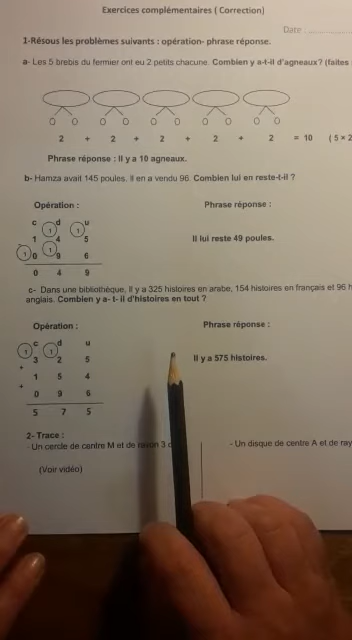 Exercices complémentaires ( Correction)
Date :
1-Résous les problèmes suivants : opération- phrase réponse.
a- Les 5 brebis du fermier ont eu 2 petits chacune. Combien y a-t-il d'agneaux? (faites
2 + 2 + 2 + 2 + 2 = 10 ( 5 × 2
Phrase réponse : Il y a 10 agneaux.
b- Hamza avait 145 poules. Il en a vendu 96. Combien lui en reste-t-il ?
Opération : Phrase réponse :
c d u
1 1
1 4 5 Il lui reste 49 poules.
1 1
0 9 6
0 4 9
c- Dans une bibliothèque, Il y a 325 histoires en arabe, 154 histoires en français et 96 h
anglais. Combien y a- t- il d'histoires en tout ?
Opération : Phrase réponse :
c d u
1 1
3 2 5 Il y a 575 histoires.
+
1 5 4
+
0 9 6
5 7 5
2- Trace :
- Un cercle de centre M et de rayon 3 - Un disque de centre A et de ray
(Voir vidéo)